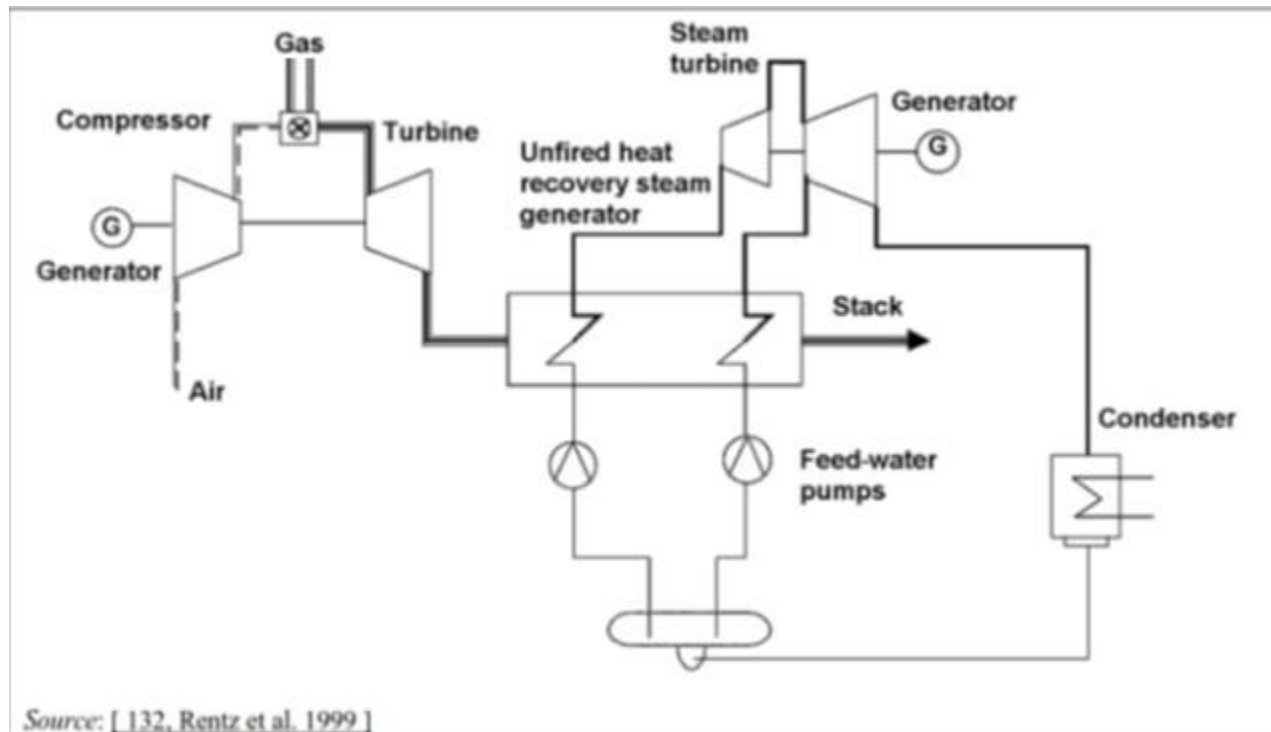 Gas
Steam
turbine
Compressor
Turbine
Generator
G
Unfired heat
recovery steam
generator
G
Generator
Stack
Air
Condenser
Feed-water
pumps
Source: [ 132, Rentz et al. 1999 ]